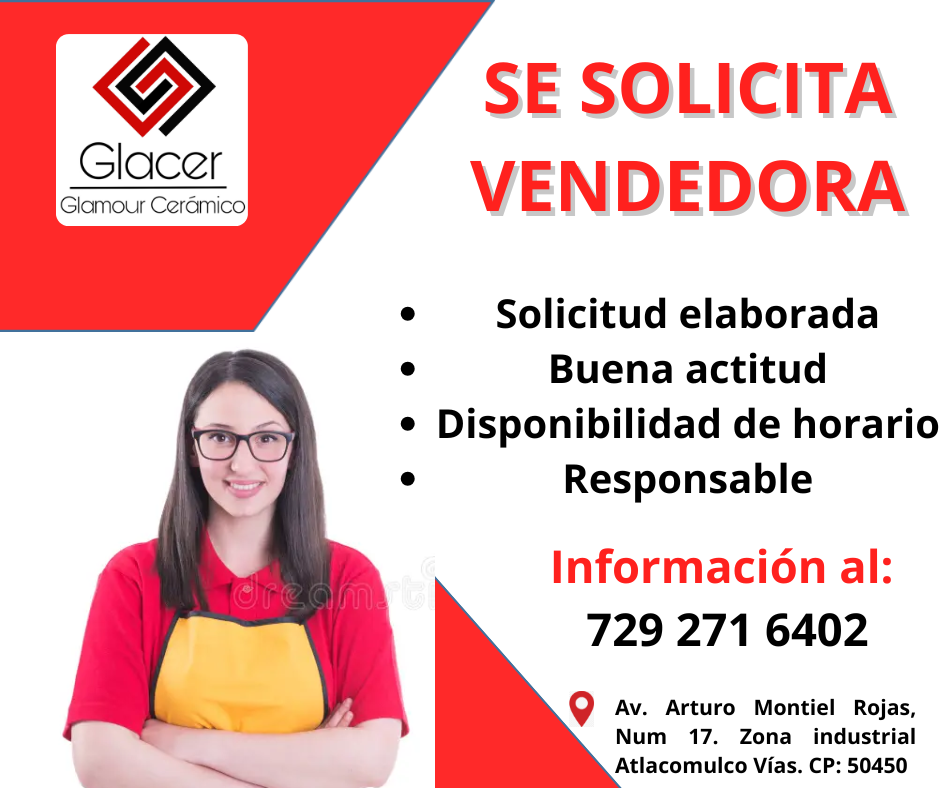 Glacer
Glamour Cerámico
SE SOLICITA
VENDEDORA
• Solicitud elaborada
• Buena actitud
• Disponibilidad de horario
• Responsable
Información al:
729 271 6402
Av. Arturo Montiel Rojas,
Num 17. Zona industrial
Atlacomulco Vías. CP: 50450